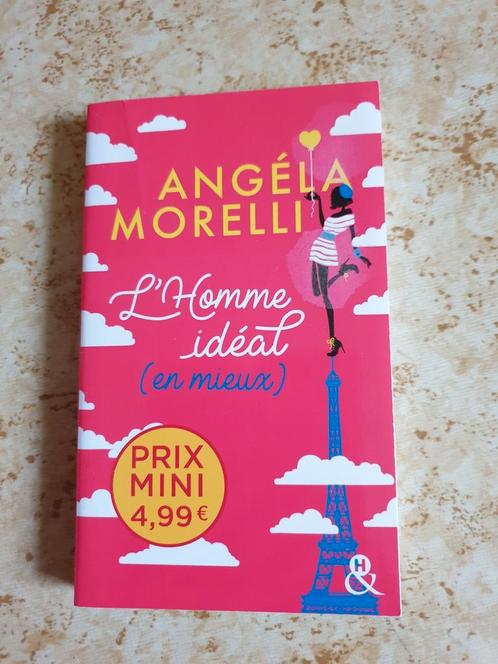 ANGÉLA
MORELLI
L'Homme
idéal
(en mieux)
PRIX
MINI
4,99 €
H
&